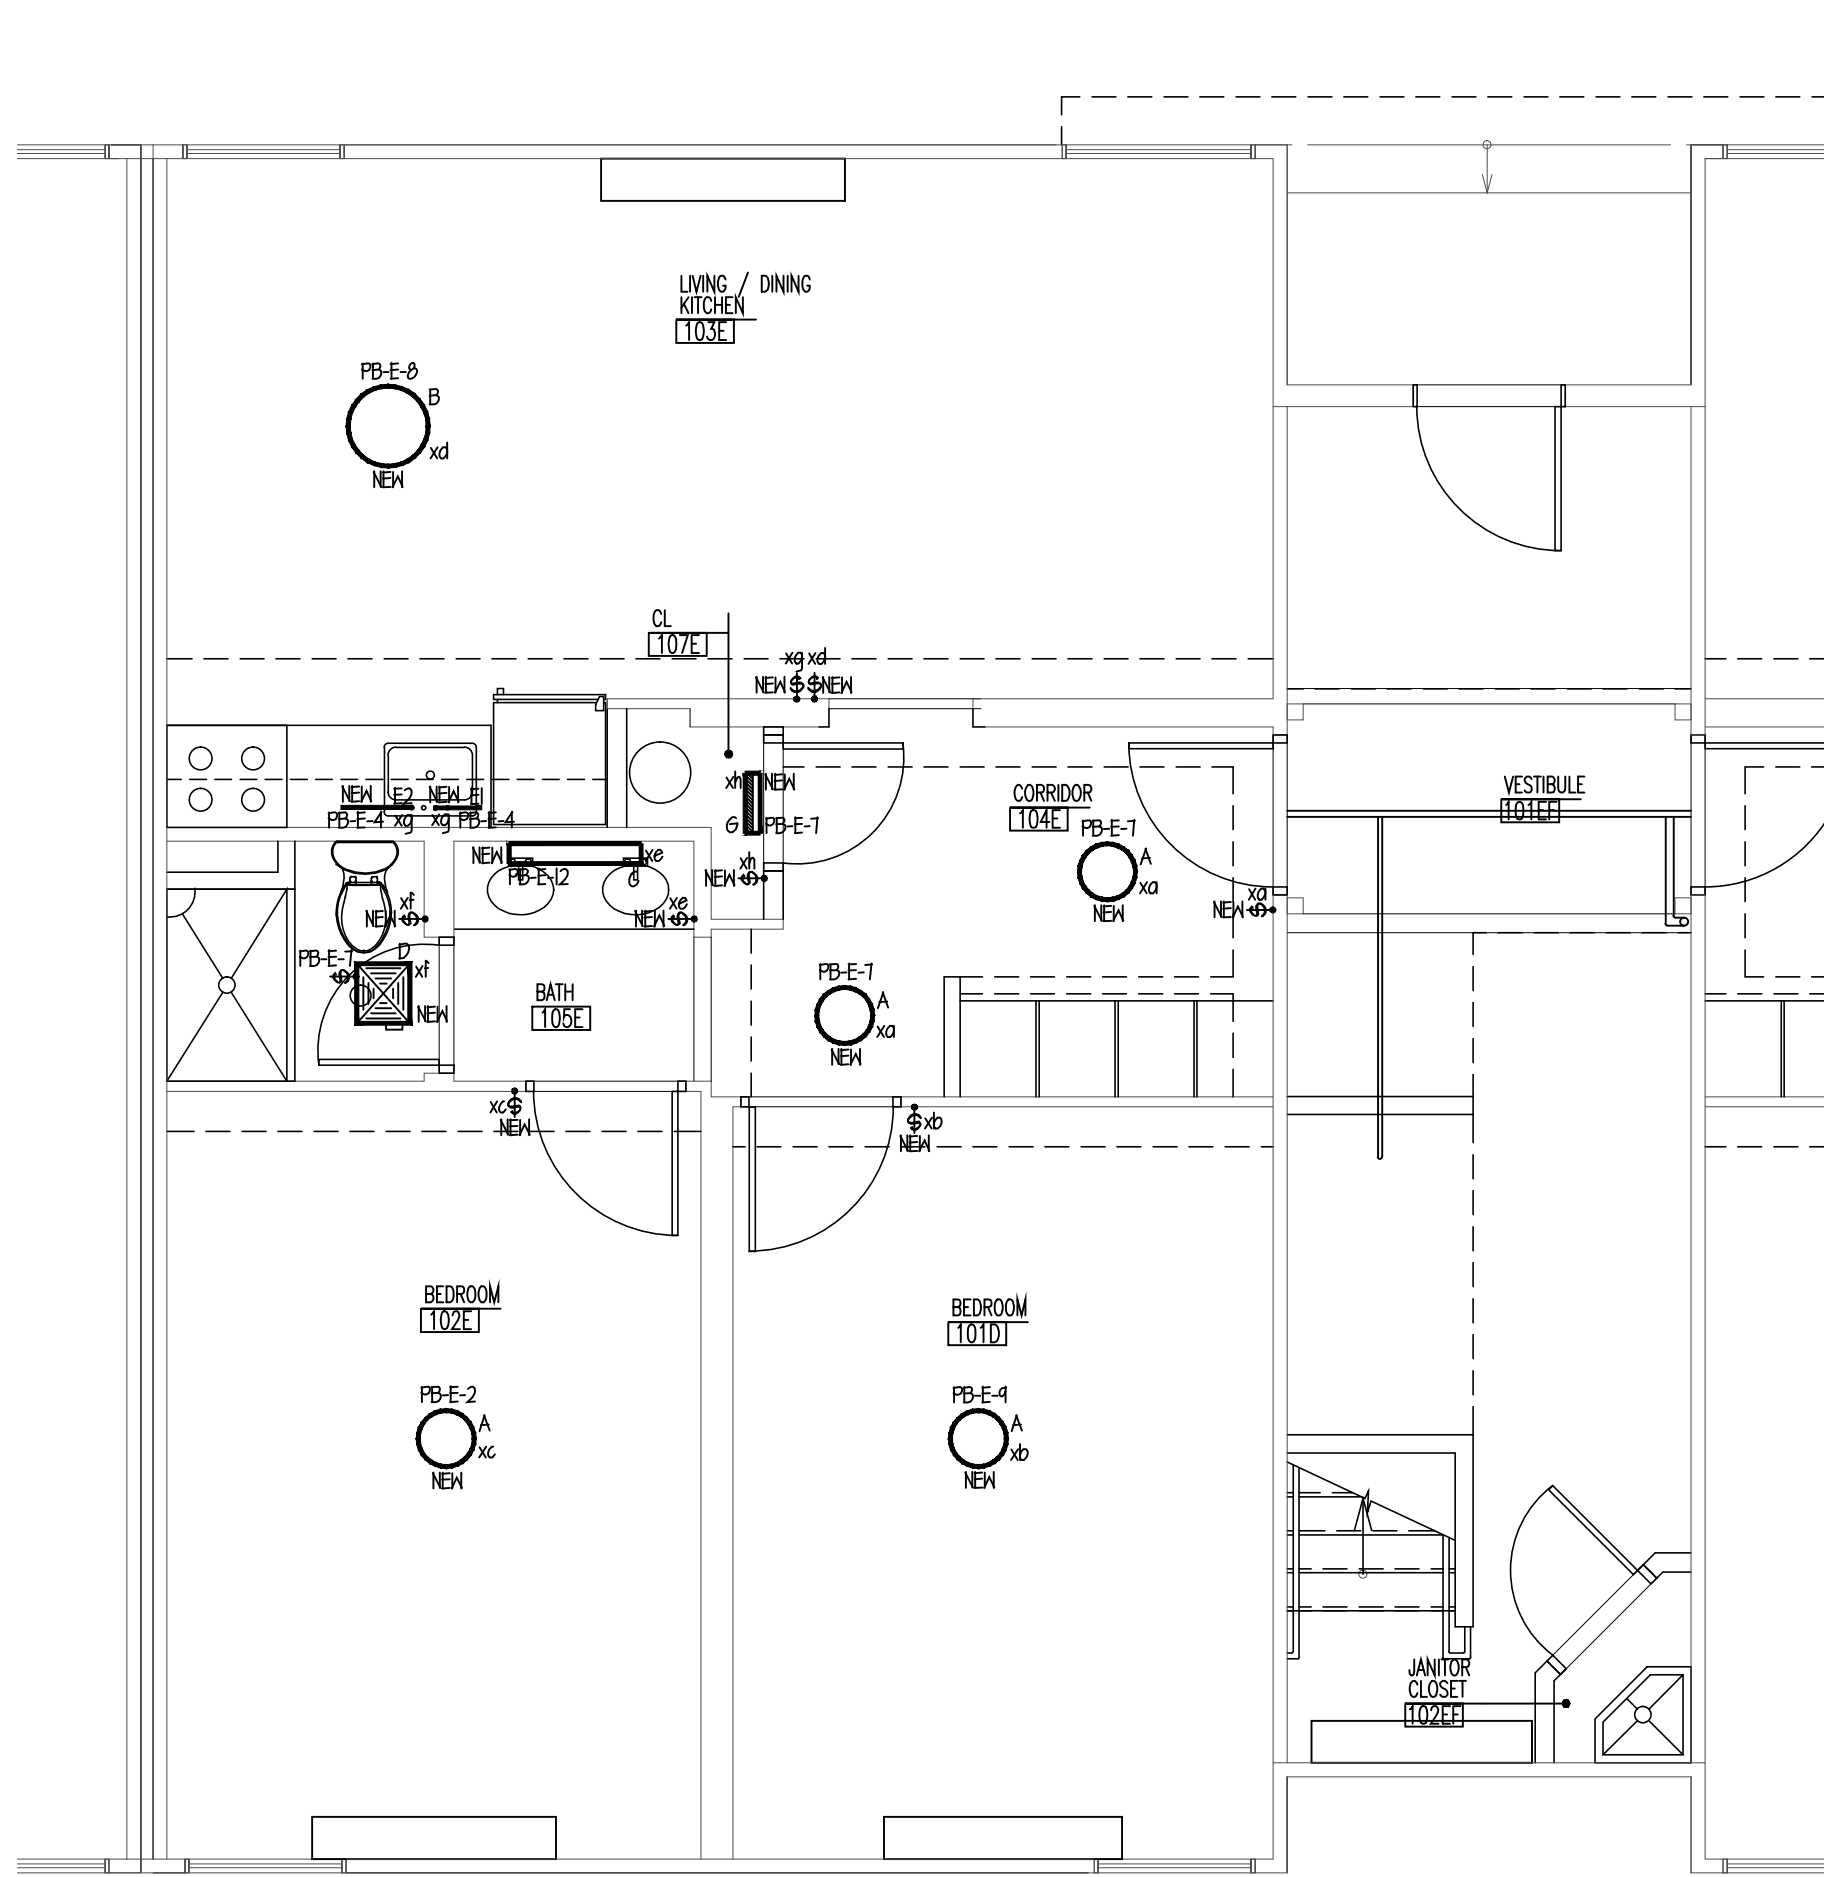 LIVING / DINING
KITCHEN
103E
PB-E-8
B
xd
NEW
CL
107E
xg xd
NEW $ $ NEW
xh NEW
G PB-E-7
NEW E2 NEW E1
PB-E-4 xg xg PB-E-4
CORRIDOR
104E
PB-E-7
A
xa
NEW
VESTIBULE
101EF
NEW xe
PB-E-12 G
xh
NEW $
xf
NEW $
xe
NEW $
xa
NEW $
PB-E-7 D
$ xf
NEW
BATH
105E
PB-E-7
A
xa
NEW
xc $
NEW
$ xb
NEW
BEDROOM
102E
BEDROOM
101D
PB-E-2
A
xc
NEW
PB-E-9
A
xb
NEW
JANITOR
CLOSET
102EF